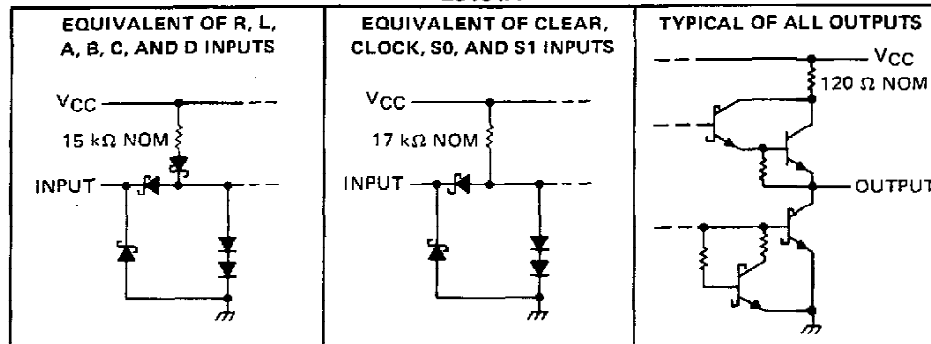 EQUIVALENT OF R, L,
A, B, C, AND D INPUTS
VCC
15 kΩ NOM
INPUT
EQUIVALENT OF CLEAR,
CLOCK, S0, AND S1 INPUTS
VCC
17 kΩ NOM
INPUT
TYPICAL OF ALL OUTPUTS
VCC
120 Ω NOM
OUTPUT